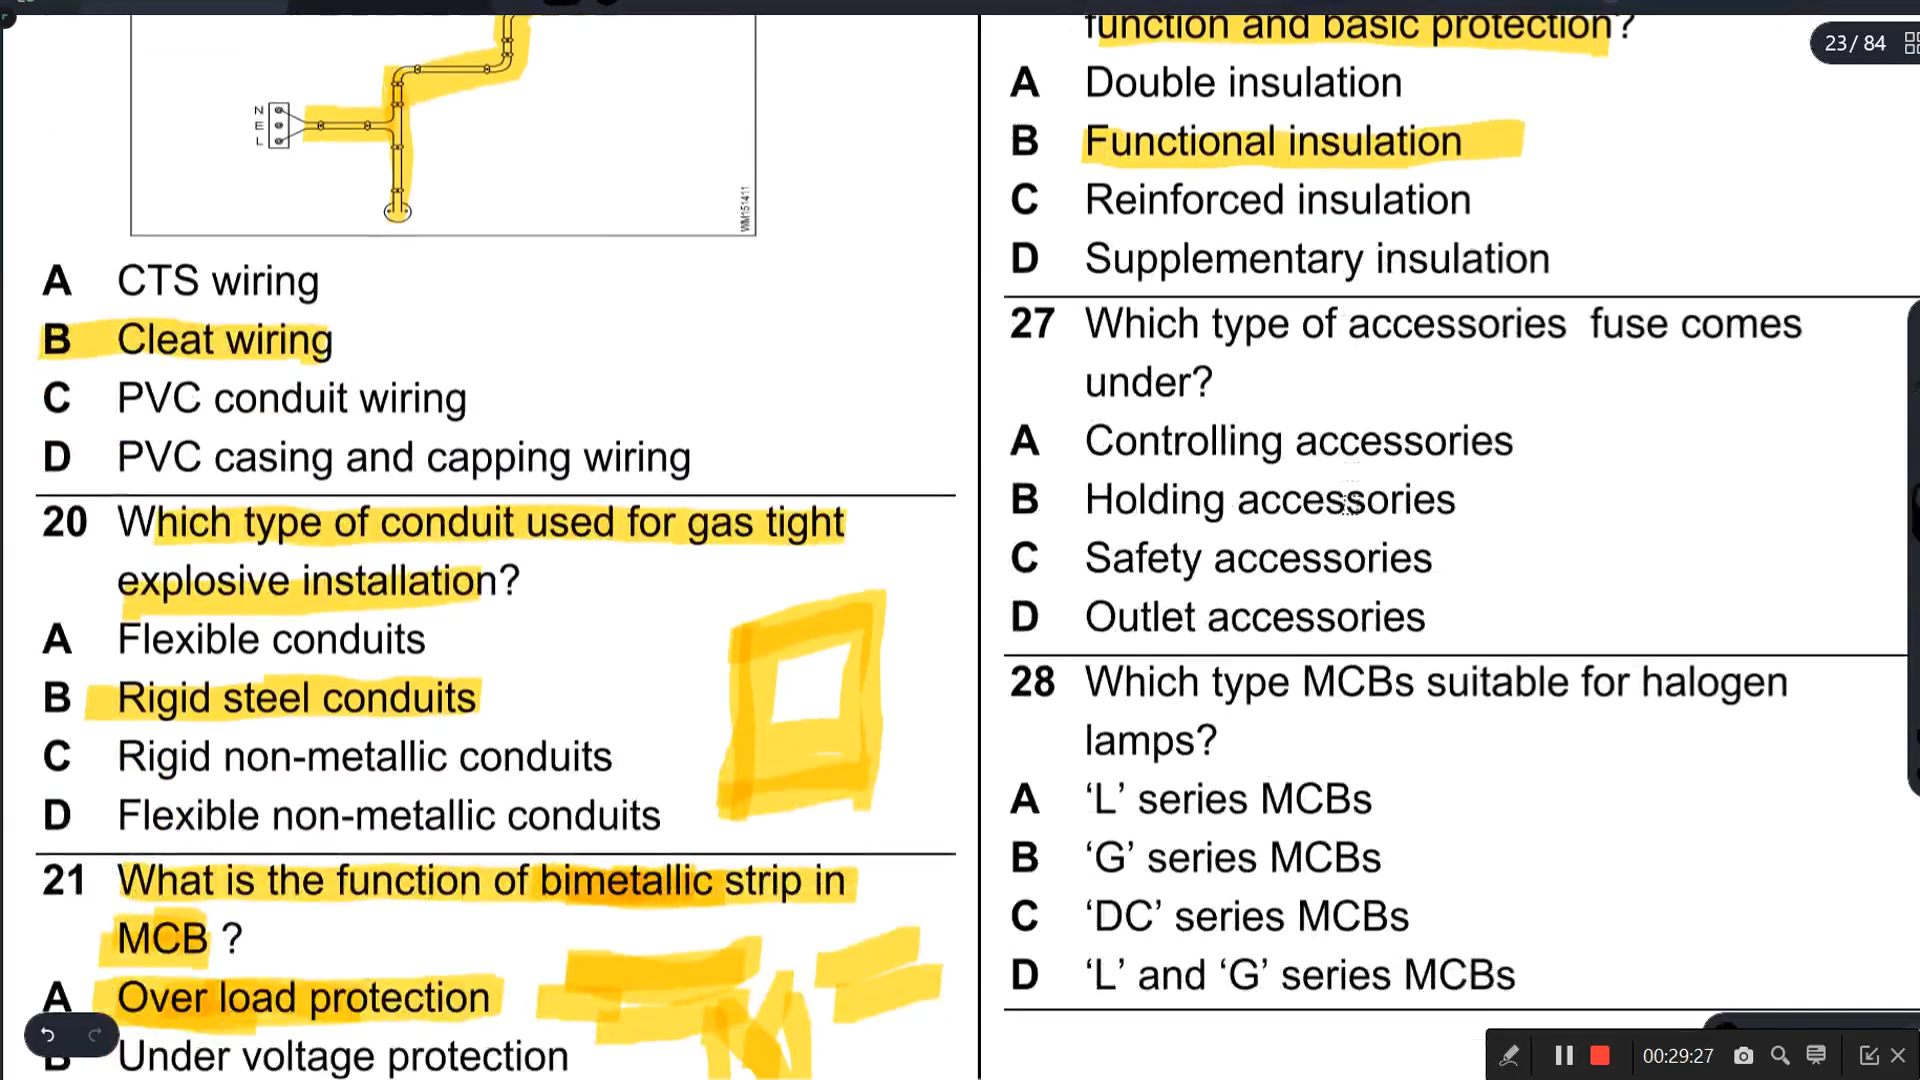 N
E
L
WM151411
A CTS wiring
B Cleat wiring
C PVC conduit wiring
D PVC casing and capping wiring
20 Which type of conduit used for gas tight
explosive installation?
A Flexible conduits
B Rigid steel conduits
C Rigid non-metallic conduits
D Flexible non-metallic conduits
21 What is the function of bimetallic strip in
MCB ?
A Over load protection
B Under voltage protection
function and basic protection?
A Double insulation
B Functional insulation
C Reinforced insulation
D Supplementary insulation
27 Which type of accessories fuse comes
under?
A Controlling accessories
B Holding accessories
C Safety accessories
D Outlet accessories
28 Which type MCBs suitable for halogen
lamps?
A ‘L’ series MCBs
B ‘G’ series MCBs
C ‘DC’ series MCBs
D ‘L’ and ‘G’ series MCBs
23 / 84
00:29:27